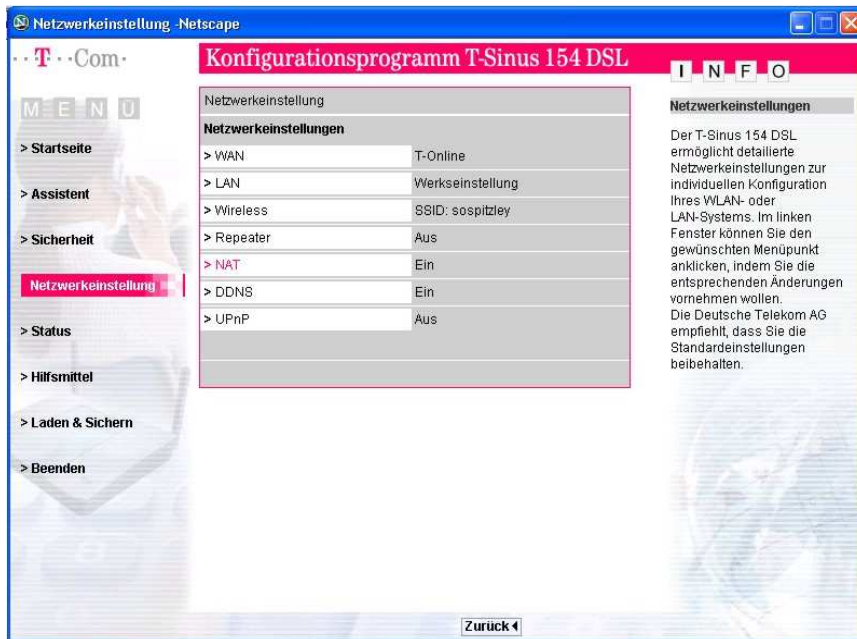 Netzwerkeinstellung -Netscape
··T··Com·
Konfigurationsprogramm T-Sinus 154 DSL
MENÜ
> Startseite
> Assistent
> Sicherheit
Netzwerkeinstellung
> Status
> Hilfsmittel
> Laden & Sichern
> Beenden
Netzwerkeinstellung
Netzwerkeinstellungen
> WAN T-Online
> LAN Werkseinstellung
> Wireless SSID: sospitzley
> Repeater Aus
> NAT Ein
> DDNS Ein
> UPnP Aus
INFO
Netzwerkeinstellungen
Der T-Sinus 154 DSL
ermöglicht detailierte
Netzwerkeinstellungen zur
individuellen Konfiguration
Ihres WLAN- oder
LAN-Systems. Im linken
Fenster können Sie den
gewünschten Menüpunkt
anklicken, indem Sie die
entsprechenden Änderungen
vornehmen wollen.
Die Deutsche Telekom AG
empfiehlt, dass Sie die
Standardeinstellungen
beibehalten.
Zurück